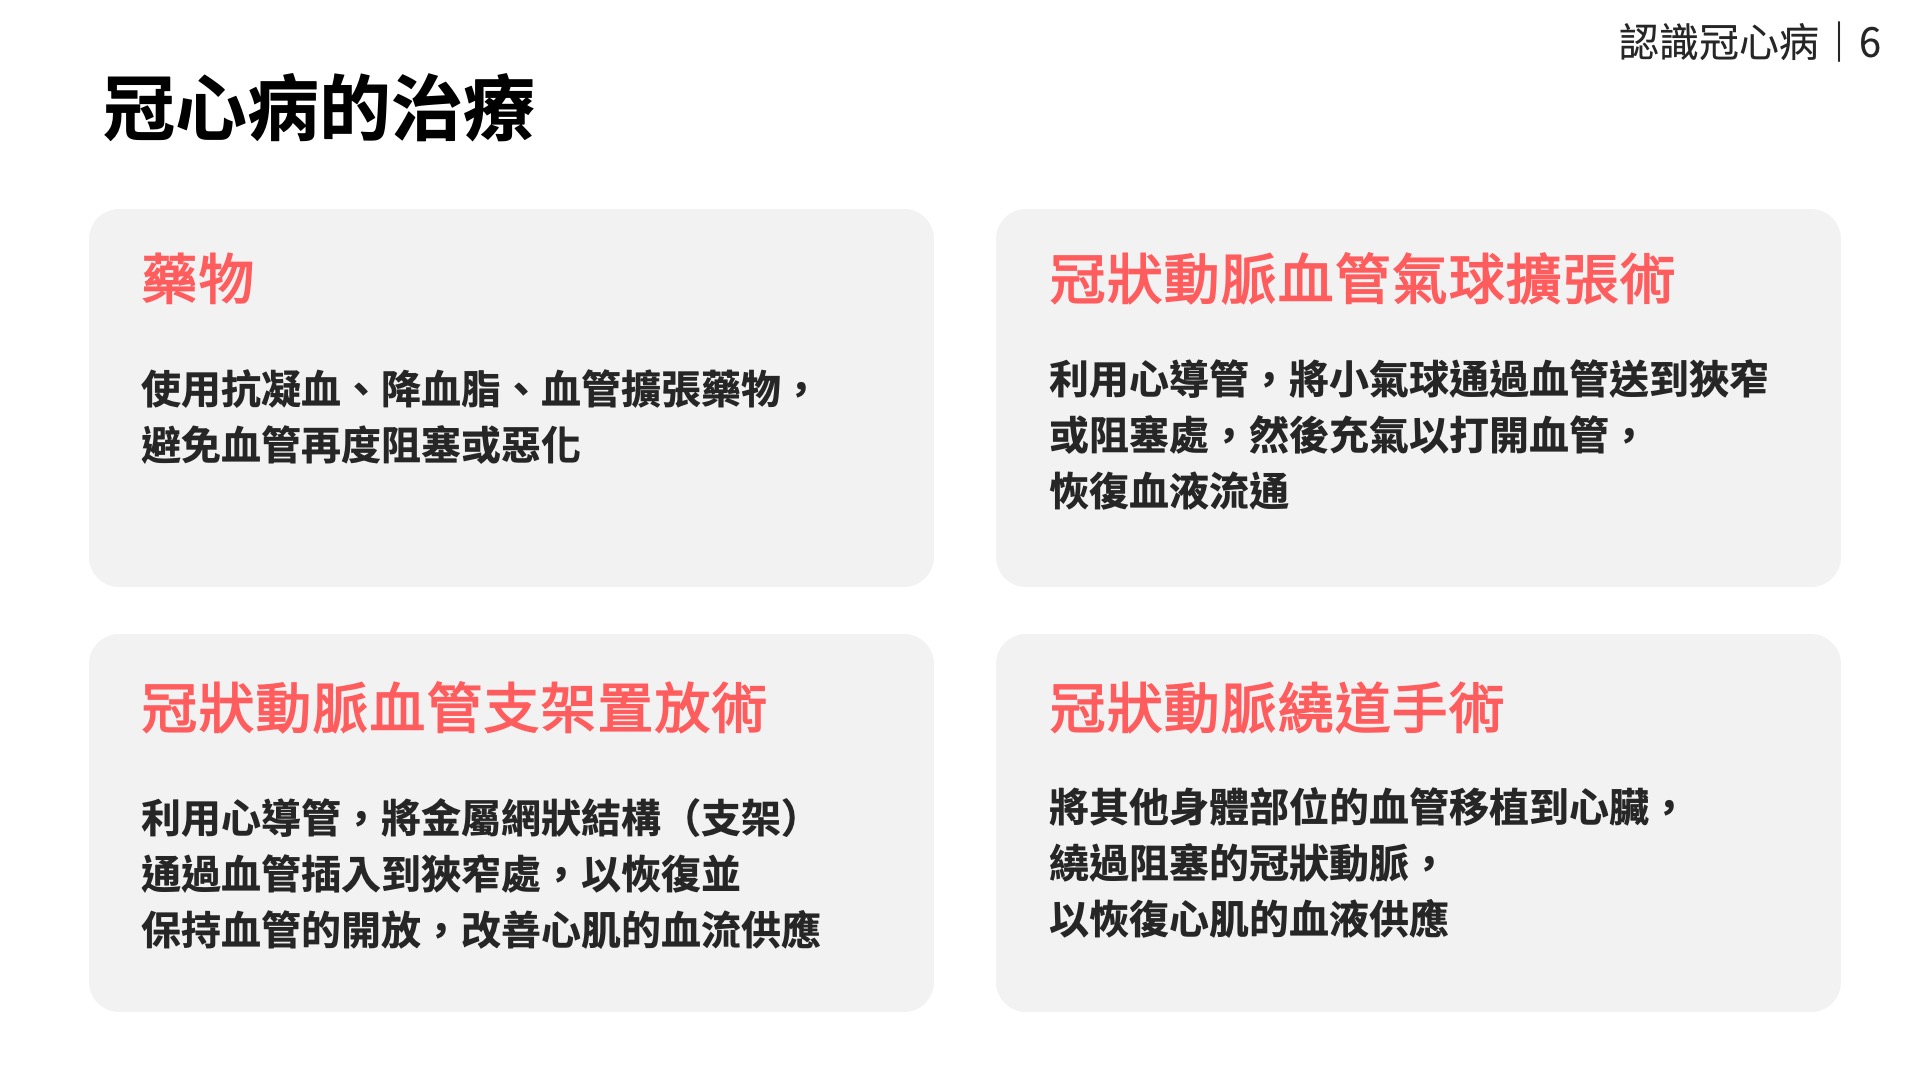 認識冠心病｜6
冠心病的治療
藥物
使用抗凝血、降血脂、血管擴張藥物，
避免血管再度阻塞或惡化
冠狀動脈血管氣球擴張術
利用心導管，將小氣球通過血管送到狹窄
或阻塞處，然後充氣以打開血管，
恢復血液流通
冠狀動脈血管支架置放術
利用心導管，將金屬網狀結構（支架）
通過血管插入到狹窄處，以恢復並
保持血管的開放，改善心肌的血流供應
冠狀動脈繞道手術
將其他身體部位的血管移植到心臟，
繞過阻塞的冠狀動脈，
以恢復心肌的血液供應